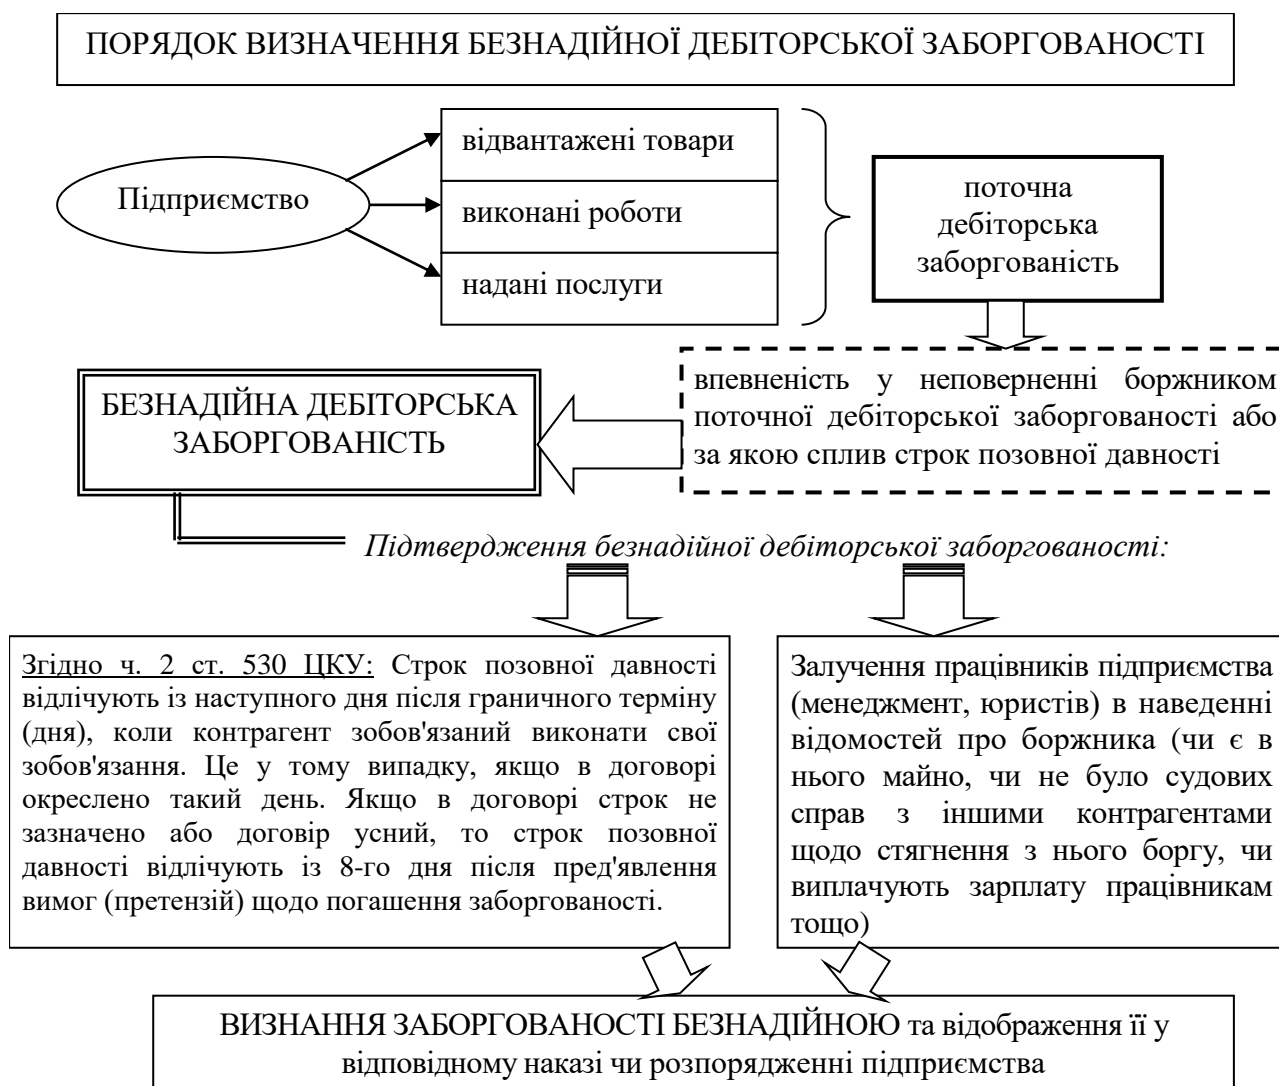 ПОРЯДОК ВИЗНАЧЕННЯ БЕЗНАДІЙНОЇ ДЕБІТОРСЬКОЇ ЗАБОРГОВАНОСТІ
Підприємство
відвантажені товари
виконані роботи
надані послуги
поточна
дебіторська
заборгованість
впевненість у неповерненні боржником
поточної дебіторської заборгованості або
за якою сплив строк позовної давності
БЕЗНАДІЙНА ДЕБІТОРСЬКА
ЗАБОРГОВАНІСТЬ
Підтвердження безнадійної дебіторської заборгованості:
Згідно ч. 2 ст. 530 ЦКУ: Строк позовної давності
відлічують із наступного дня після граничного терміну
(дня), коли контрагент зобов'язаний виконати свої
зобов'язання. Це у тому випадку, якщо в договорі
окреслено такий день. Якщо в договорі строк не
зазначено або договір усний, то строк позовної
давності відлічують із 8-го дня після пред'явлення
вимог (претензій) щодо погашення заборгованості.
Залучення працівників підприємства
(менеджмент, юристів) в наведенні
відомостей про боржника (чи є в
нього майно, чи не було судових
справ з іншими контрагентами
щодо стягнення з нього боргу, чи
виплачують зарплату працівникам
тощо)
ВИЗНАННЯ ЗАБОРГОВАНОСТІ БЕЗНАДІЙНОЮ та відображення її у
відповідному наказі чи розпорядженні підприємства